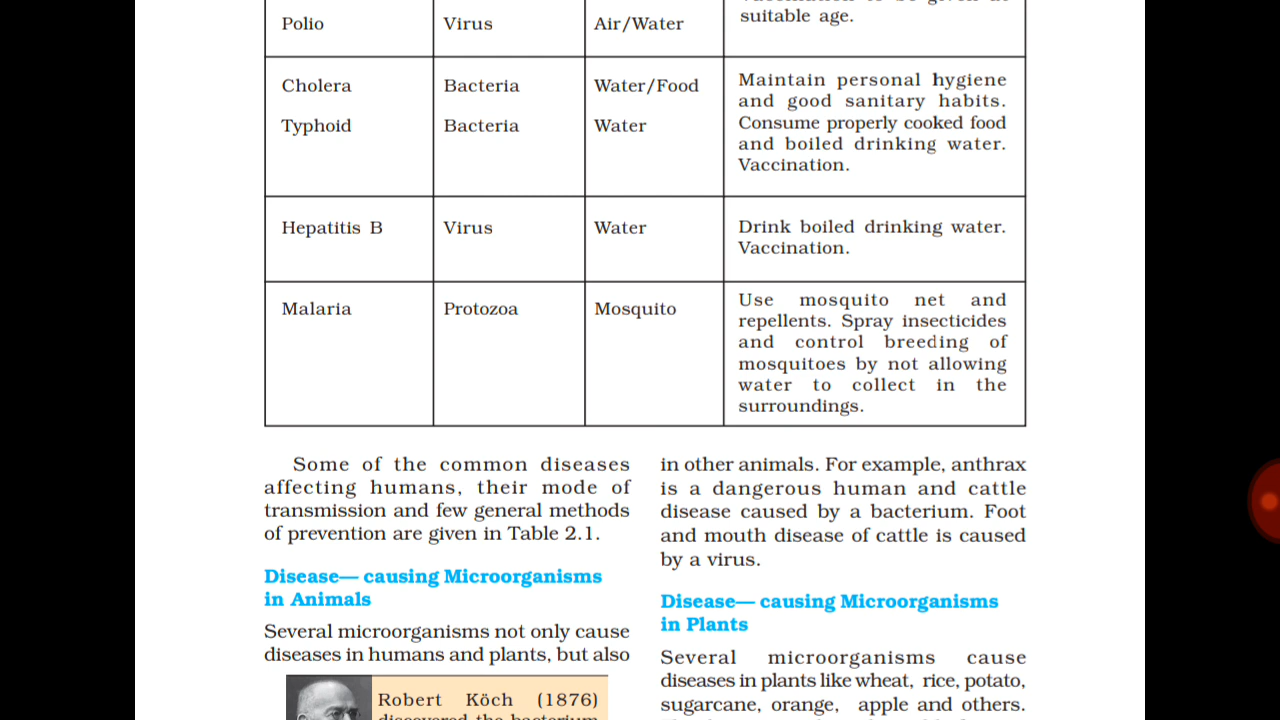 suitable age.
Polio Virus Air/Water
Cholera Bacteria Water/Food
Typhoid Bacteria Water
Maintain personal hygiene
and good sanitary habits.
Consume properly cooked food
and boiled drinking water.
Vaccination.
Hepatitis B Virus Water
Drink boiled drinking water.
Vaccination.
Malaria Protozoa Mosquito
Use mosquito net and
repellents. Spray insecticides
and control breeding of
mosquitoes by not allowing
water to collect in the
surroundings.
Some of the common diseases
affecting humans, their mode of
transmission and few general methods
of prevention are given in Table 2.1.
Disease— causing Microorganisms
in Animals
Several microorganisms not only cause
diseases in humans and plants, but also
Robert Köch (1876)
discovered the bacterium
in other animals. For example, anthrax
is a dangerous human and cattle
disease caused by a bacterium. Foot
and mouth disease of cattle is caused
by a virus.
Disease— causing Microorganisms
in Plants
Several microorganisms cause
diseases in plants like wheat, rice, potato,
sugarcane, orange, apple and others.